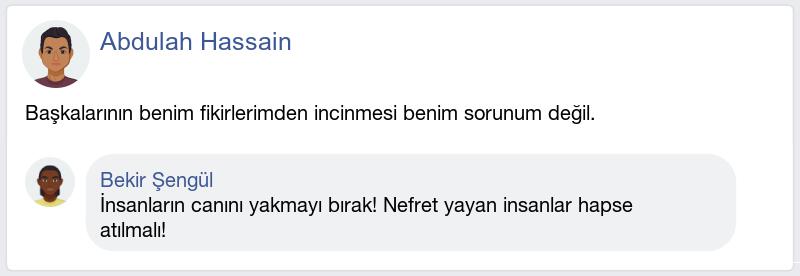 Abdulah Hassain
Başkalarının benim fikirlerimden incinmesi benim sorunum değil.
Bekir Şengül
İnsanların canını yakmayı bırak! Nefret yayan insanlar hapse
atılmalı!